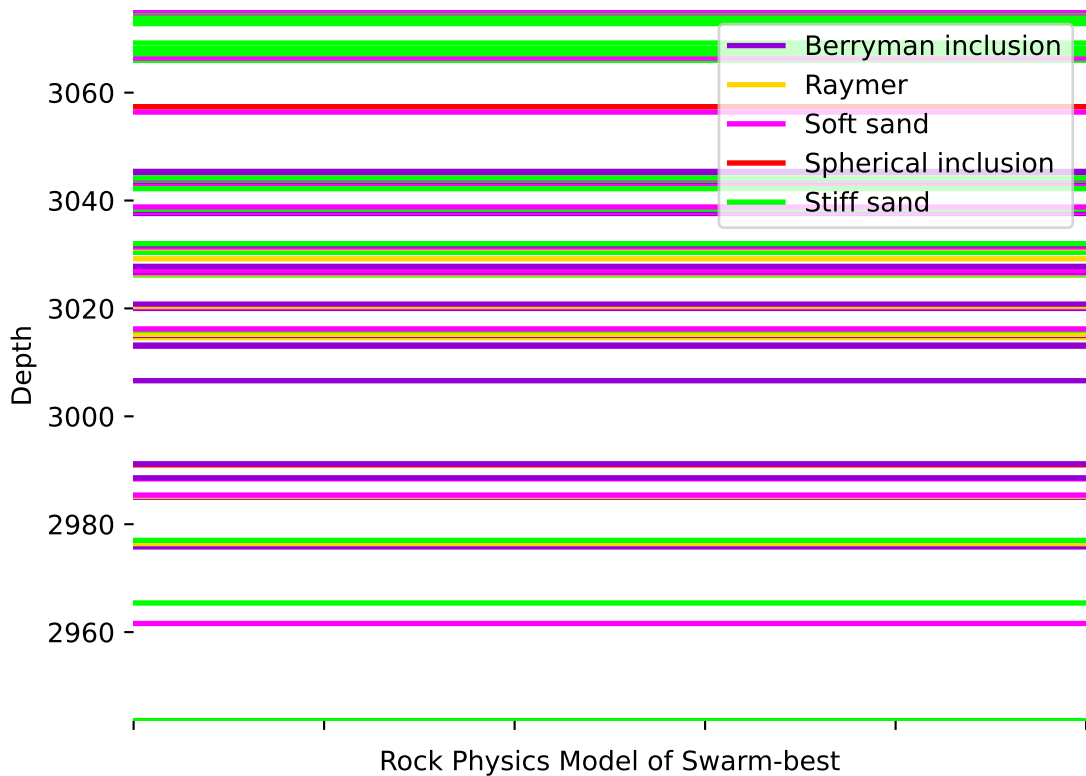 Berryman inclusion
Raymer
Soft sand
Spherical inclusion
Stiff sand
3060
3040
3020
3000
2980
2960
Depth
Rock Physics Model of Swarm-best